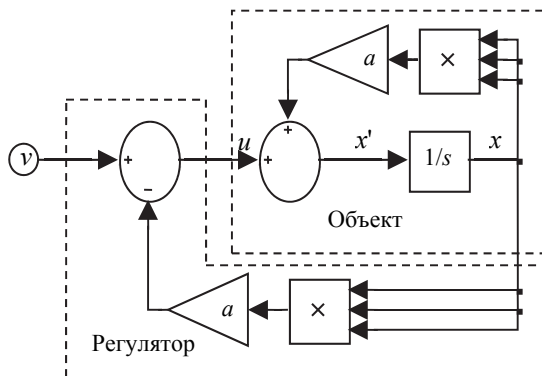 a
×
+
v
+
u
+
x'
1/s
x
−
Объект
a
×
Регулятор